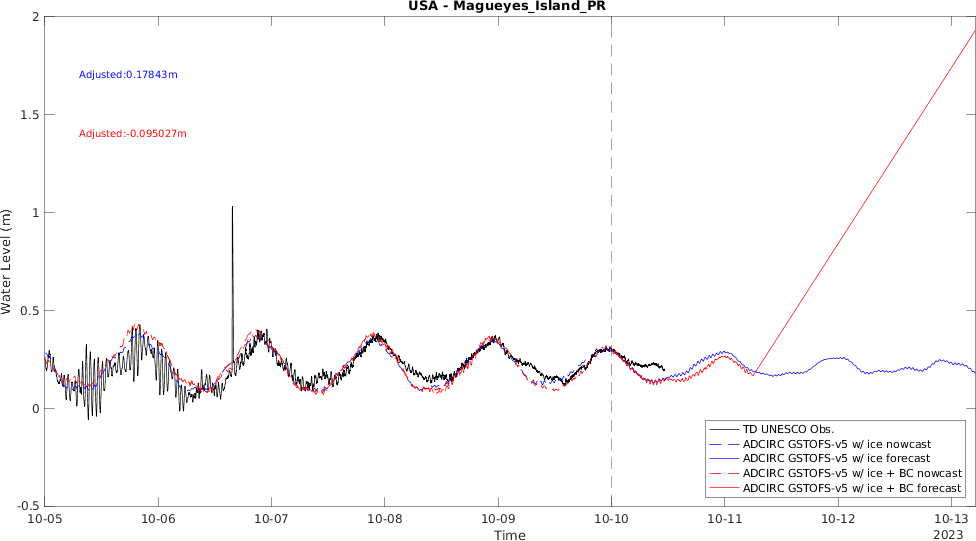 USA - Magueyes_Island_PR
Adjusted:0.17843m
Adjusted:-0.095027m
Water Level (m)
2
1.5
1
0.5
0
-0.5
TD UNESCO Obs.
ADCIRC GSTOFS-v5 w/ ice nowcast
ADCIRC GSTOFS-v5 w/ ice forecast
ADCIRC GSTOFS-v5 w/ ice + BC nowcast
ADCIRC GSTOFS-v5 w/ ice + BC forecast
10-05 10-06 10-07 10-08 10-09 10-10 10-11 10-12 10-13
2023
Time